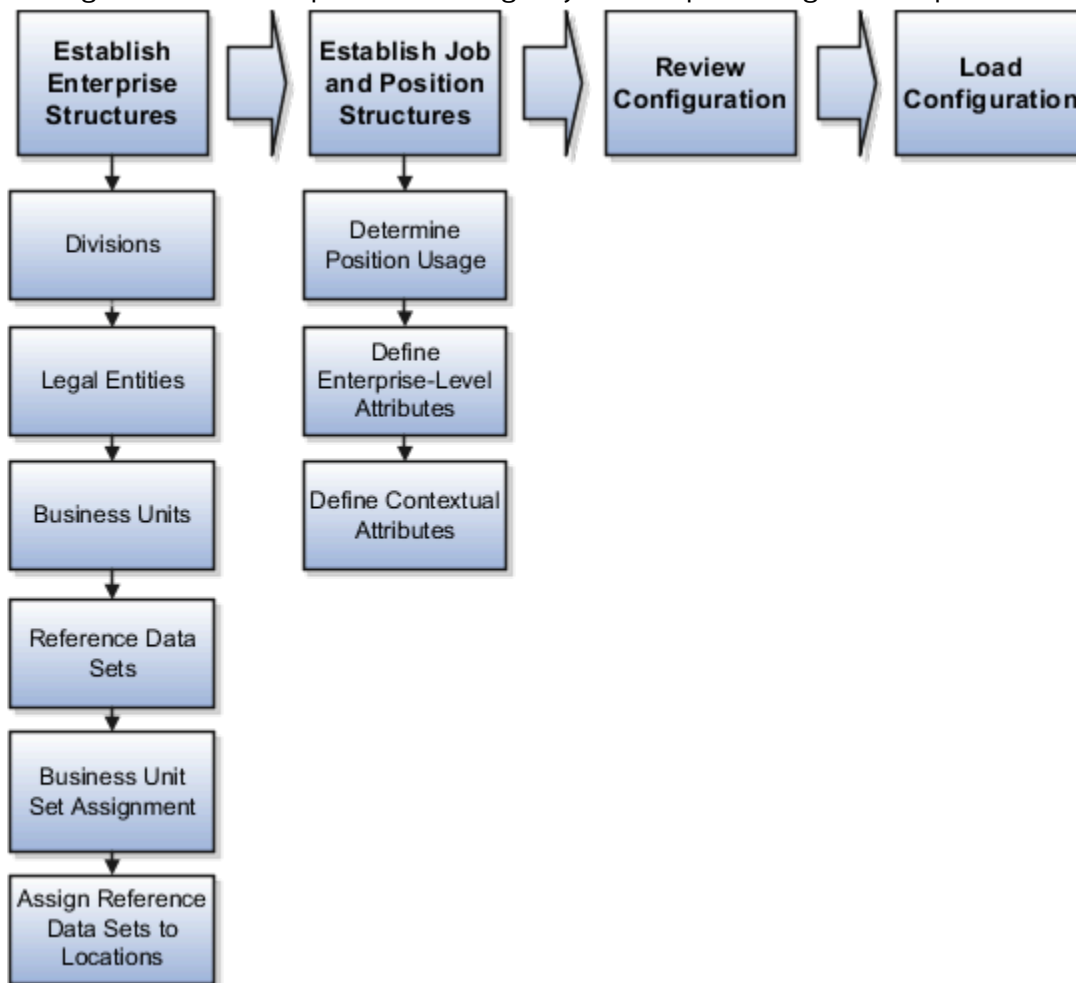 Establish
Enterprise
Structures
Establish Job
and Position
Structures
Review
Configuration
Load
Configuration
Divisions
Legal Entities
Business Units
Reference Data
Sets
Business Unit
Set Assignment
Assign Reference
Data Sets to
Locations
Determine
Position Usage
Define
Enterprise-Level
Attributes
Define Contextual
Attributes